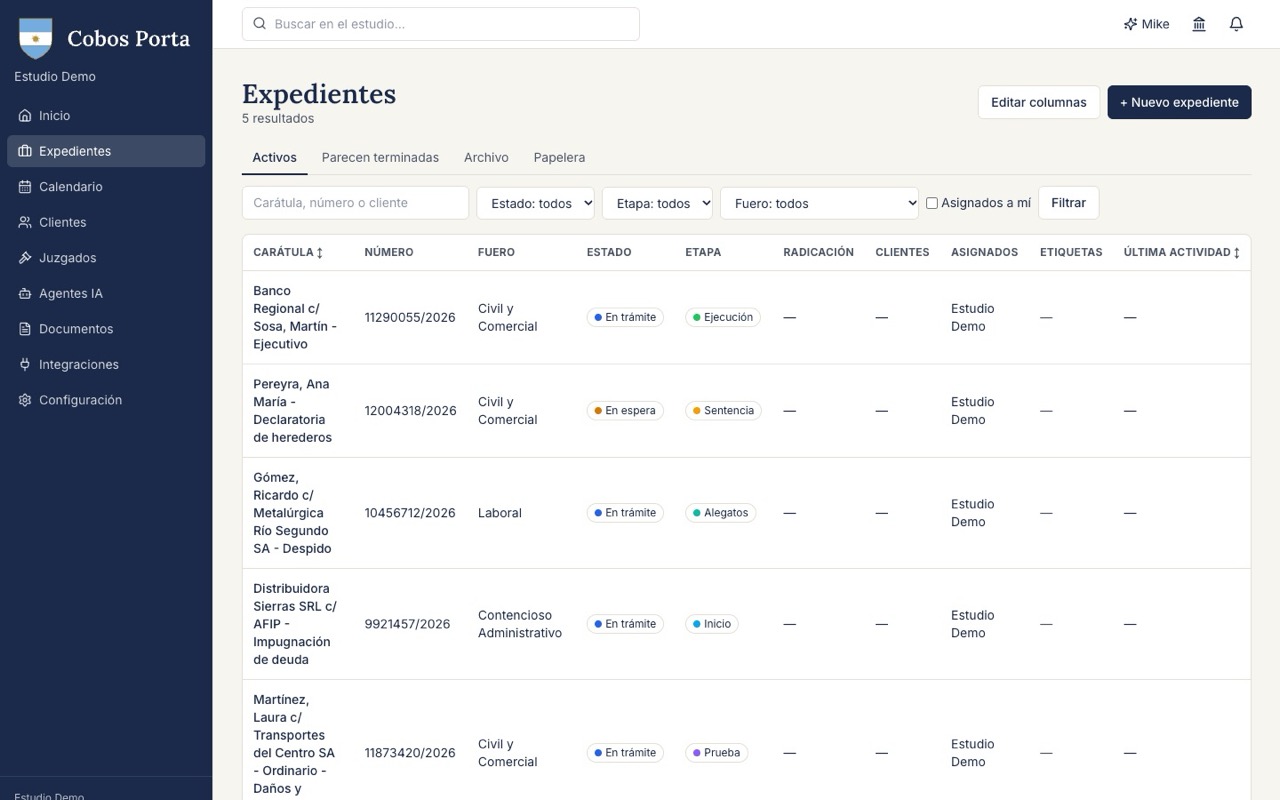 Cobos Porta
Estudio Demo
Inicio
Expedientes
Calendario
Clientes
Juzgados
Agentes IA
Documentos
Integraciones
Configuración
Estudio Demo
Buscar en el estudio...
Mike
Expedientes
5 resultados
Editar columnas
+ Nuevo expediente
Activos Parecen terminadas Archivo Papelera
Carátula, número o cliente Estado: todos Etapa: todos Fuero: todos Asignados a mí Filtrar
CARÁTULA ↕ NÚMERO FUERO ESTADO ETAPA RADICACIÓN CLIENTES ASIGNADOS ETIQUETAS ÚLTIMA ACTIVIDAD ↕
Banco
Regional c/
Sosa, Martín -
Ejecutivo
11290055/2026
Civil y
Comercial
En trámite
Ejecución
—
—
Estudio
Demo
—
—
Pereyra, Ana
María -
Declaratoria
de herederos
12004318/2026
Civil y
Comercial
En espera
Sentencia
—
—
Estudio
Demo
—
—
Gómez,
Ricardo c/
Metalúrgica
Río Segundo
SA - Despido
10456712/2026
Laboral
En trámite
Alegatos
—
—
Estudio
Demo
—
—
Distribuidora
Sierras SRL c/
AFIP -
Impugnación
de deuda
9921457/2026
Contencioso
Administrativo
En trámite
Inicio
—
—
Estudio
Demo
—
—
Martínez,
Laura c/
Transportes
del Centro SA
- Ordinario -
Daños y
11873420/2026
Civil y
Comercial
En trámite
Prueba
—
—
Estudio
Demo
—
—